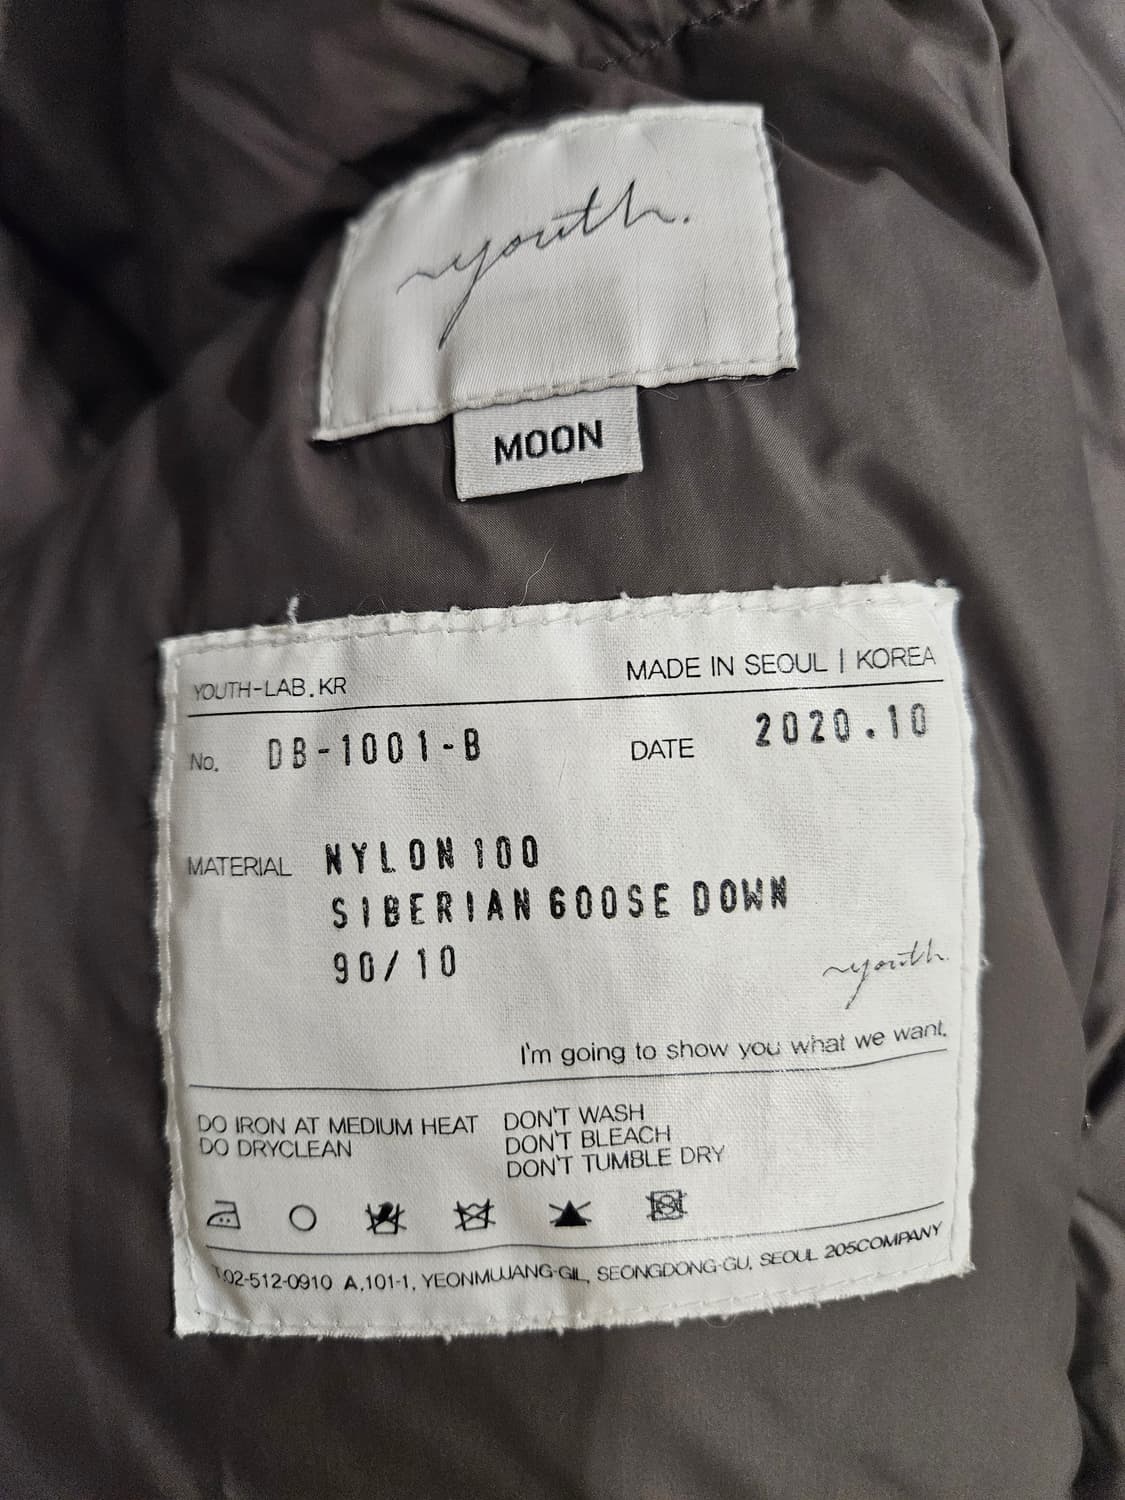 youth.
MOON
YOUTH-LAB.KR
MADE IN SEOUL | KOREA
No. DB-1001-B
DATE 2020.10
MATERIAL NYLON 100
SIBERIAN GOOSE DOWN
90/10
youth.
I'm going to show you what we want.
DO IRON AT MEDIUM HEAT
DO DRYCLEAN
DON'T WASH
DON'T BLEACH
DON'T TUMBLE DRY
T.02-512-0910 A.101-1, YEONMUJANG-GIL, SEONGDONG-GU, SEOUL 205COMPANY